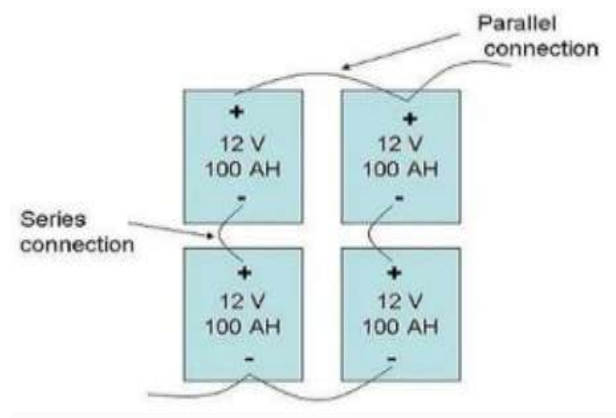 Parallel
connection
+
12 V
100 AH
-
+
12 V
100 AH
-
Series
connection
+
12 V
100 AH
-
+
12 V
100 AH
-